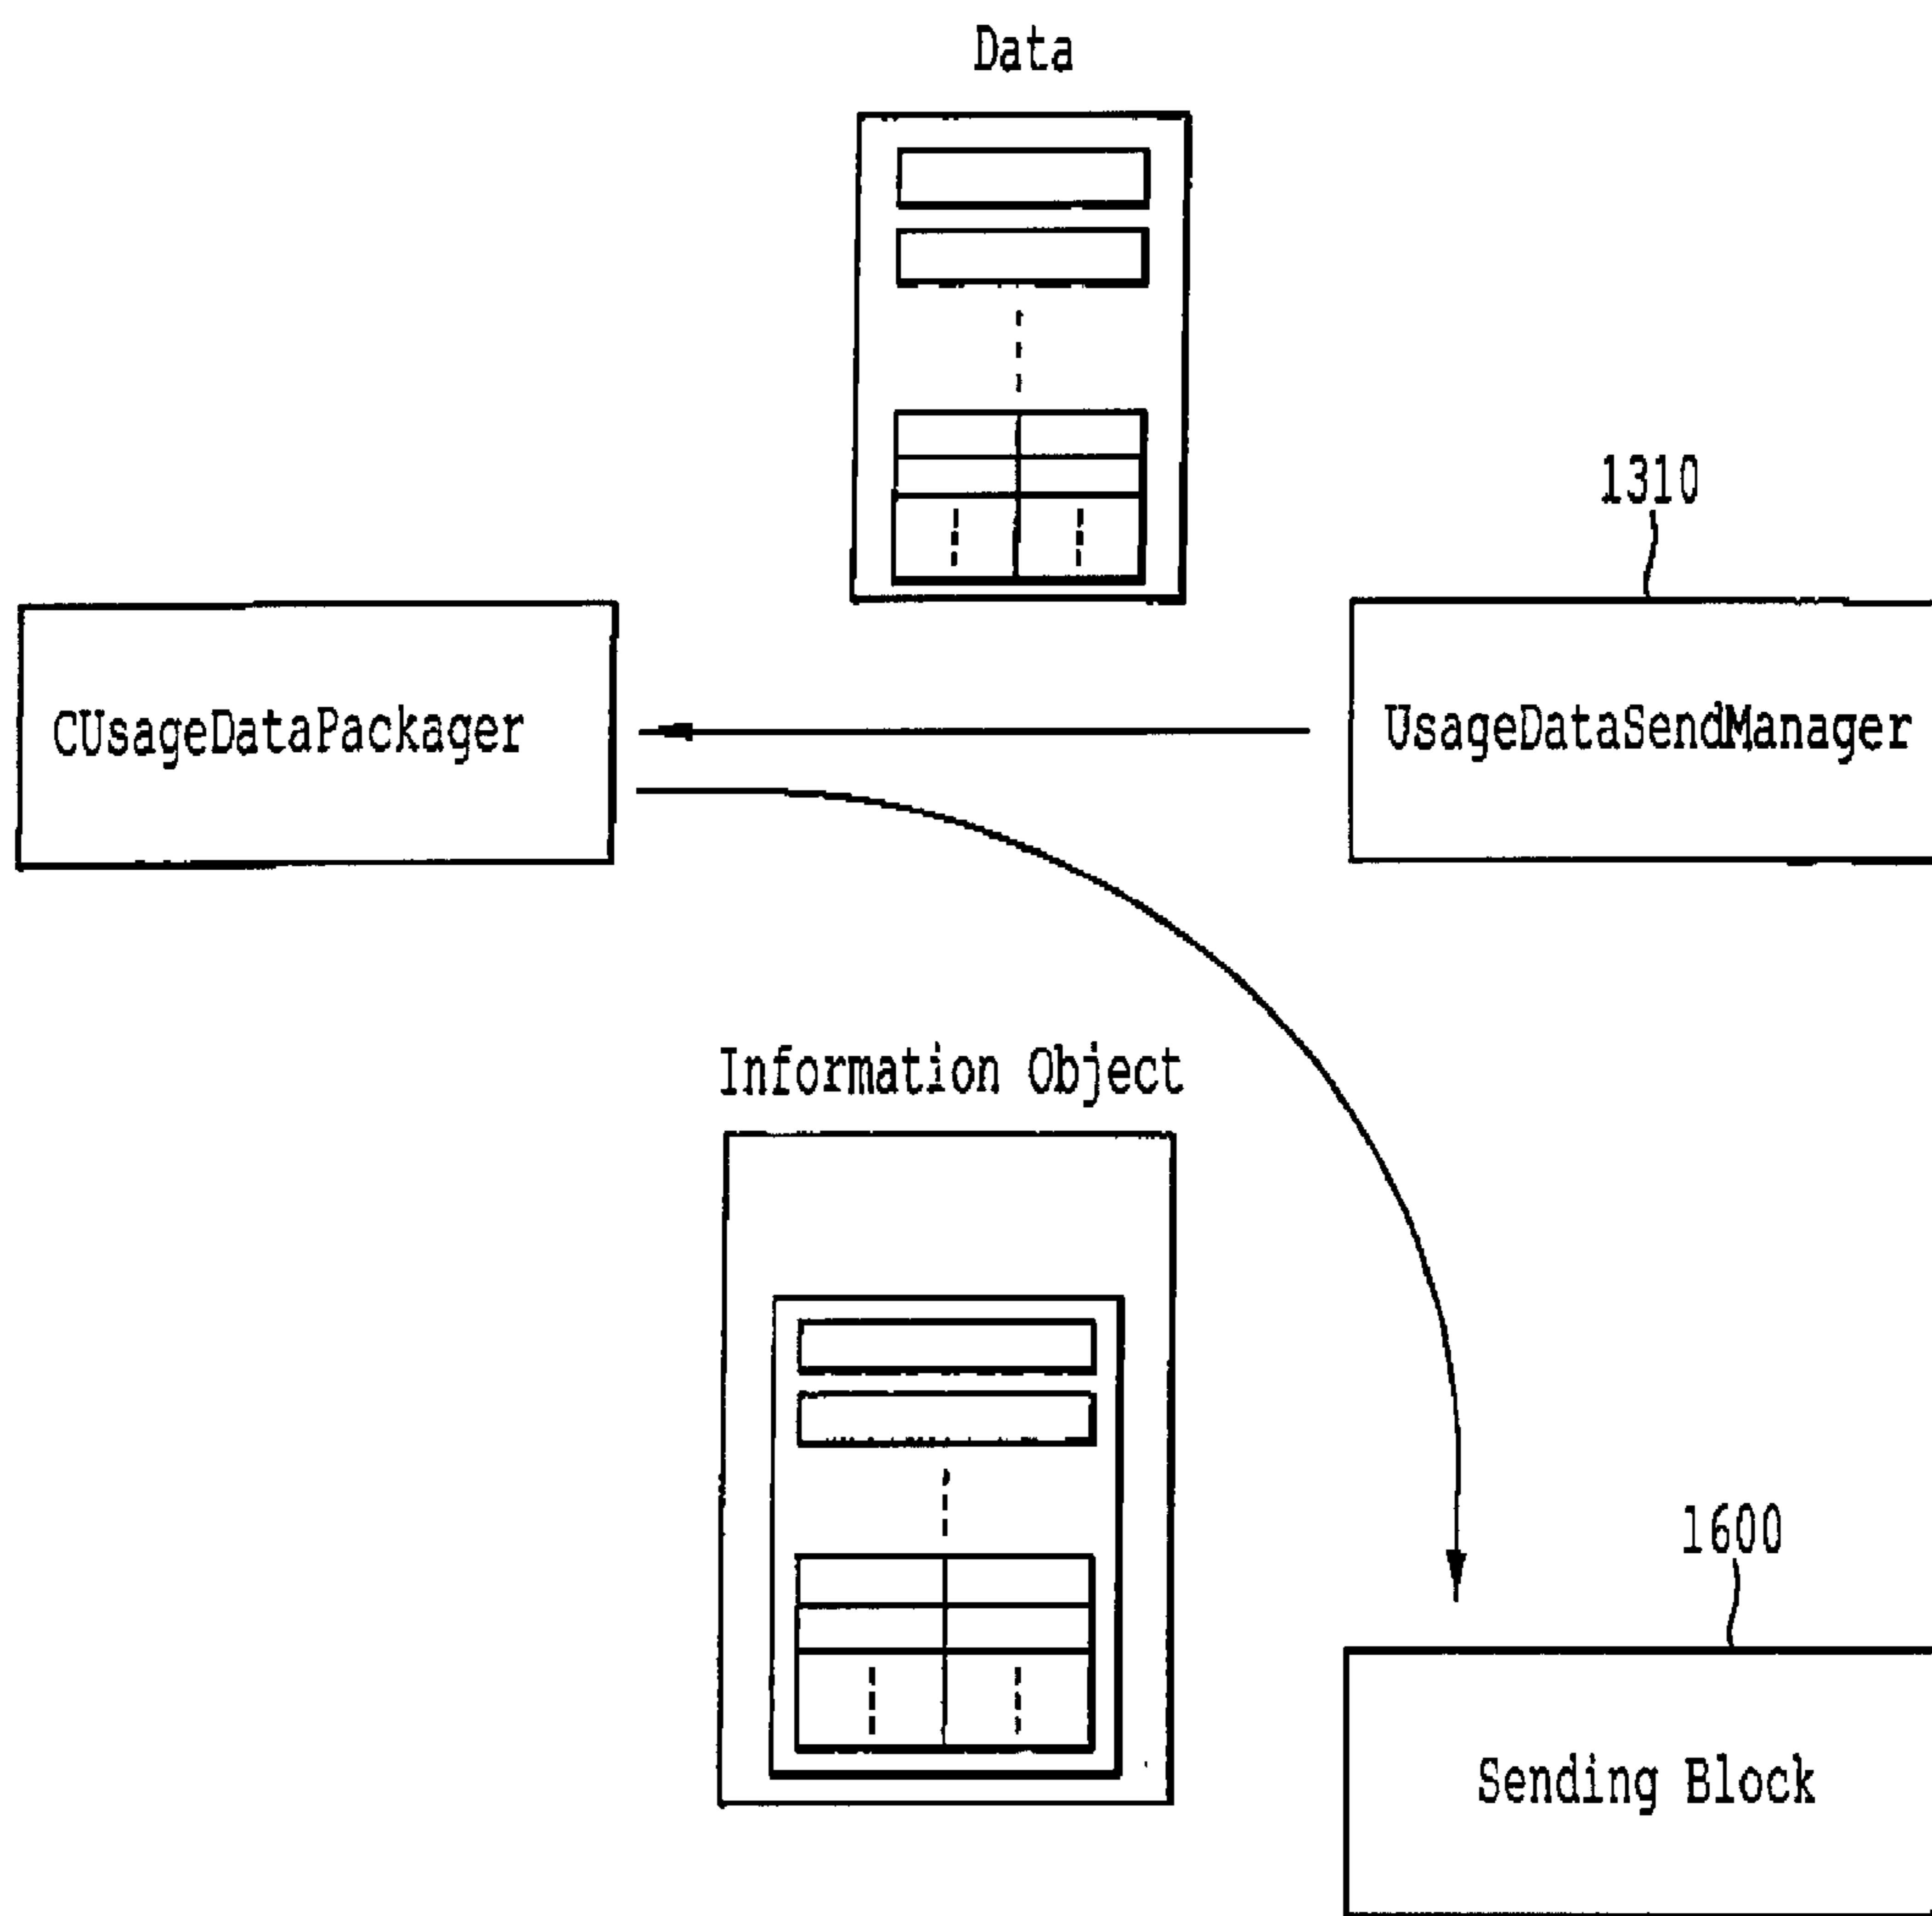 Data
1310
CUsageDataPackager
UsageDataSendManager
Information Object
1600
Sending Block